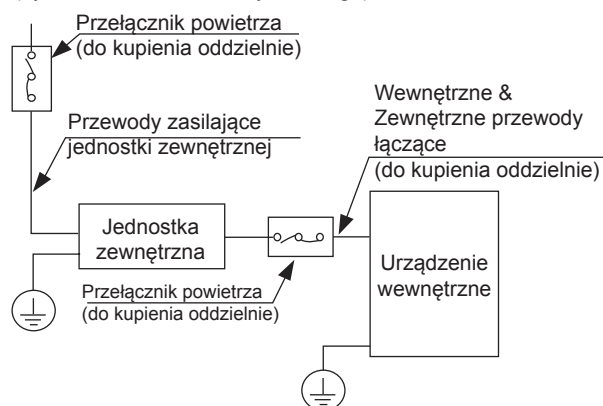 Przełącznik powietrza
(do kupienia oddzielnie)
Wewnętrzne &
Zewnętrzne przewody
łączące
(do kupienia oddzielnie)
Przewody zasilające
jednostki zewnętrznej
Jednostka
zewnętrzna
Urządzenie
wewnętrzne
Przełącznik powietrza
(do kupienia oddzielnie)